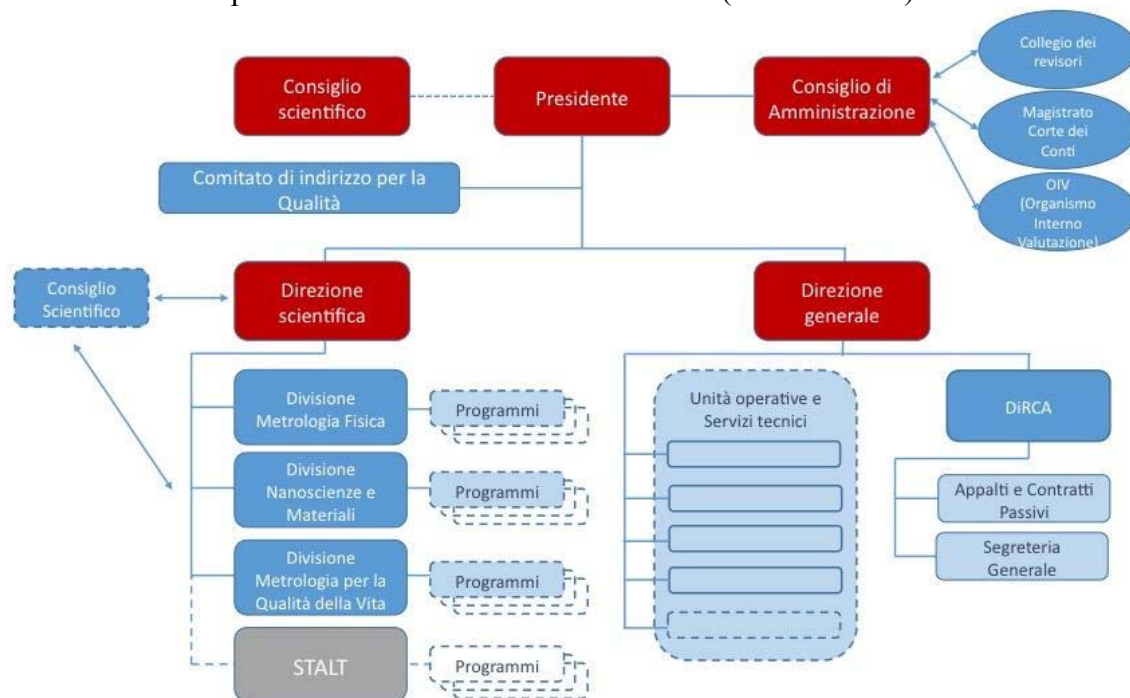 Consiglio
scientifico
Presidente
Consiglio di
Amministrazione
Collegio dei
revisori
Magistrato
Corte dei
Conti
OIV
(Organismo
Interno
Valutazione)
Comitato di indirizzo per la
Qualità
Consiglio
Scientifico
Direzione
scientifica
Direzione
generale
Divisione
Metrologia Fisica
Programmi
Divisione
Nanoscienze e
Materiali
Programmi
Divisione
Metrologia per la
Qualità della Vita
Programmi
STALT
Programmi
Unità operative e
Servizi tecnici
DiRCA
Appalti e Contratti
Passivi
Segreteria
Generale